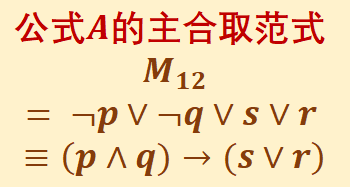 公式A的主合取范式
M₁₂
= ¬p ∨ ¬q ∨ s ∨ r
≡ (p ∧ q) → (s ∨ r)